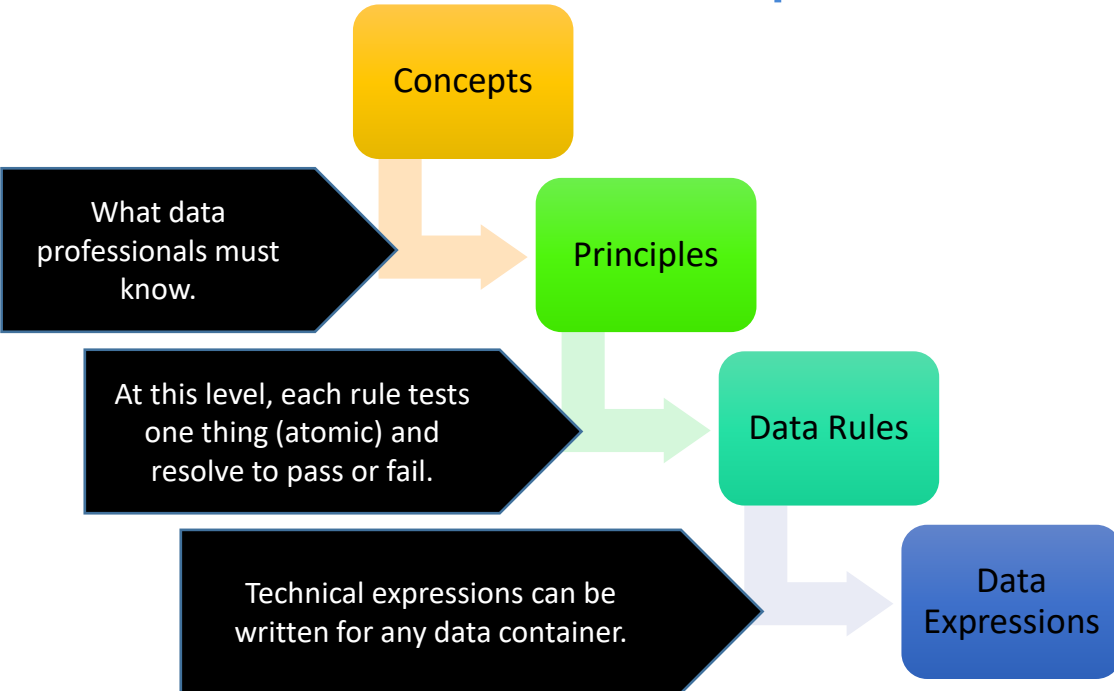 Concepts
What data
professionals must
know.
Principles
At this level, each rule tests
one thing (atomic) and
resolve to pass or fail.
Data Rules
Technical expressions can be
written for any data container.
Data
Expressions